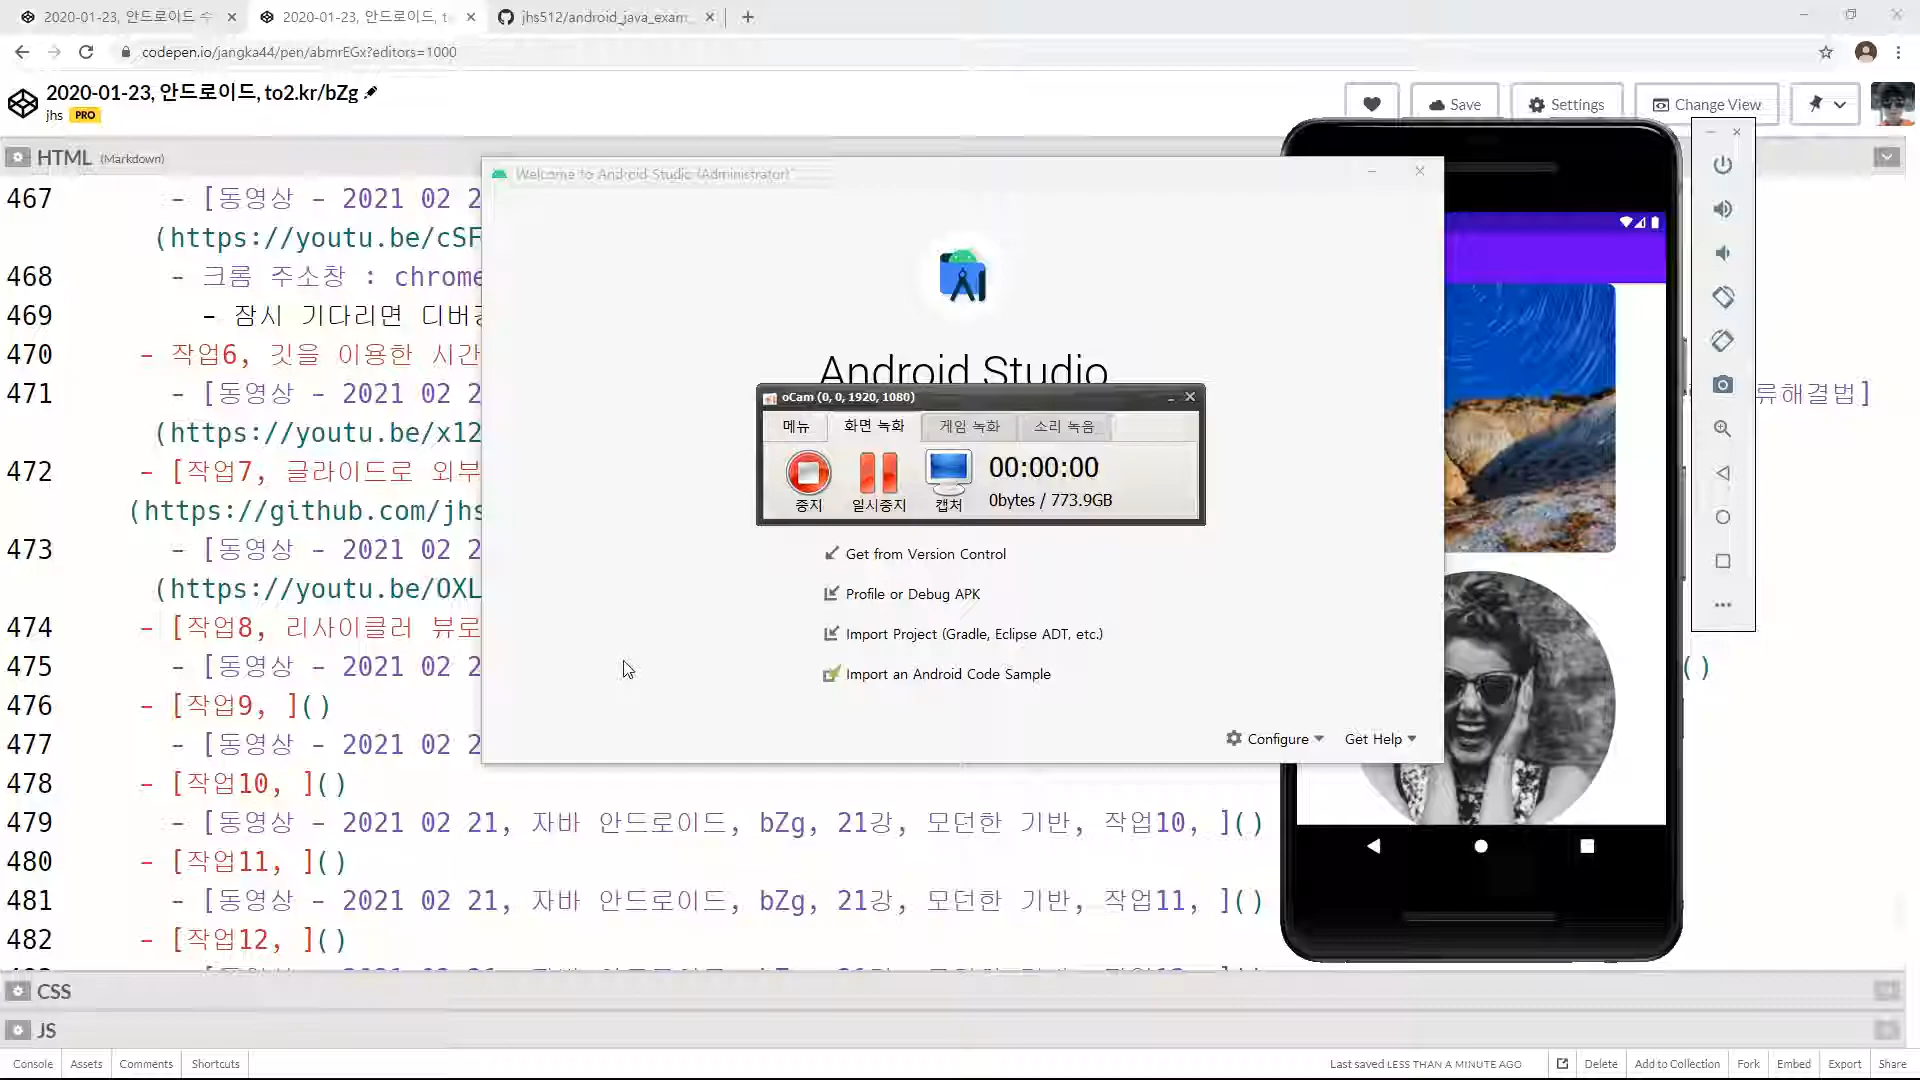 2020-01-23, 안드로이드 수
2020-01-23, 안드로이드, t
jhs512/android_java_exam
codepen.io/jangka44/pen/abmrEGx?editors=1000
2020-01-23, 안드로이드, to2.kr/bZg
jhs PRO
Save
Settings
Change View
HTML (Markdown)
467 - [동영상 - 2021 02 2
(https://youtu.be/cSF
468 - 크롬 주소창 : chrome
469 - 잠시 기다리면 디버깅
470 - 작업6, 깃을 이용한 시간
471 - [동영상 - 2021 02 2
류해결법]
(https://youtu.be/x12
472 - [작업7, 글라이드로 외부
(https://github.com/jhs
473 - [동영상 - 2021 02 2
(https://youtu.be/OXL
474 - [작업8, 리사이클러 뷰로
475 - [동영상 - 2021 02 2
()
476 - [작업9, ]()
477 - [동영상 - 2021 02 2
478 - [작업10, ]()
479 - [동영상 - 2021 02 21, 자바 안드로이드, bZg, 21강, 모던한 기반, 작업10, ]()
480 - [작업11, ]()
481 - [동영상 - 2021 02 21, 자바 안드로이드, bZg, 21강, 모던한 기반, 작업11, ]()
482 - [작업12, ]()
Welcome to Android Studio (Administrator)
Android Studio
oCam (0, 0, 1920, 1080)
메뉴
화면 녹화
게임 녹화
소리 녹음
중지
일시중지
캡처
00:00:00
0bytes / 773.9GB
Get from Version Control
Profile or Debug APK
Import Project (Gradle, Eclipse ADT, etc.)
Import an Android Code Sample
Configure
Get Help
CSS
JS
Console
Assets
Comments
Shortcuts
Last saved LESS THAN A MINUTE AGO
Delete
Add to Collection
Fork
Embed
Export
Share